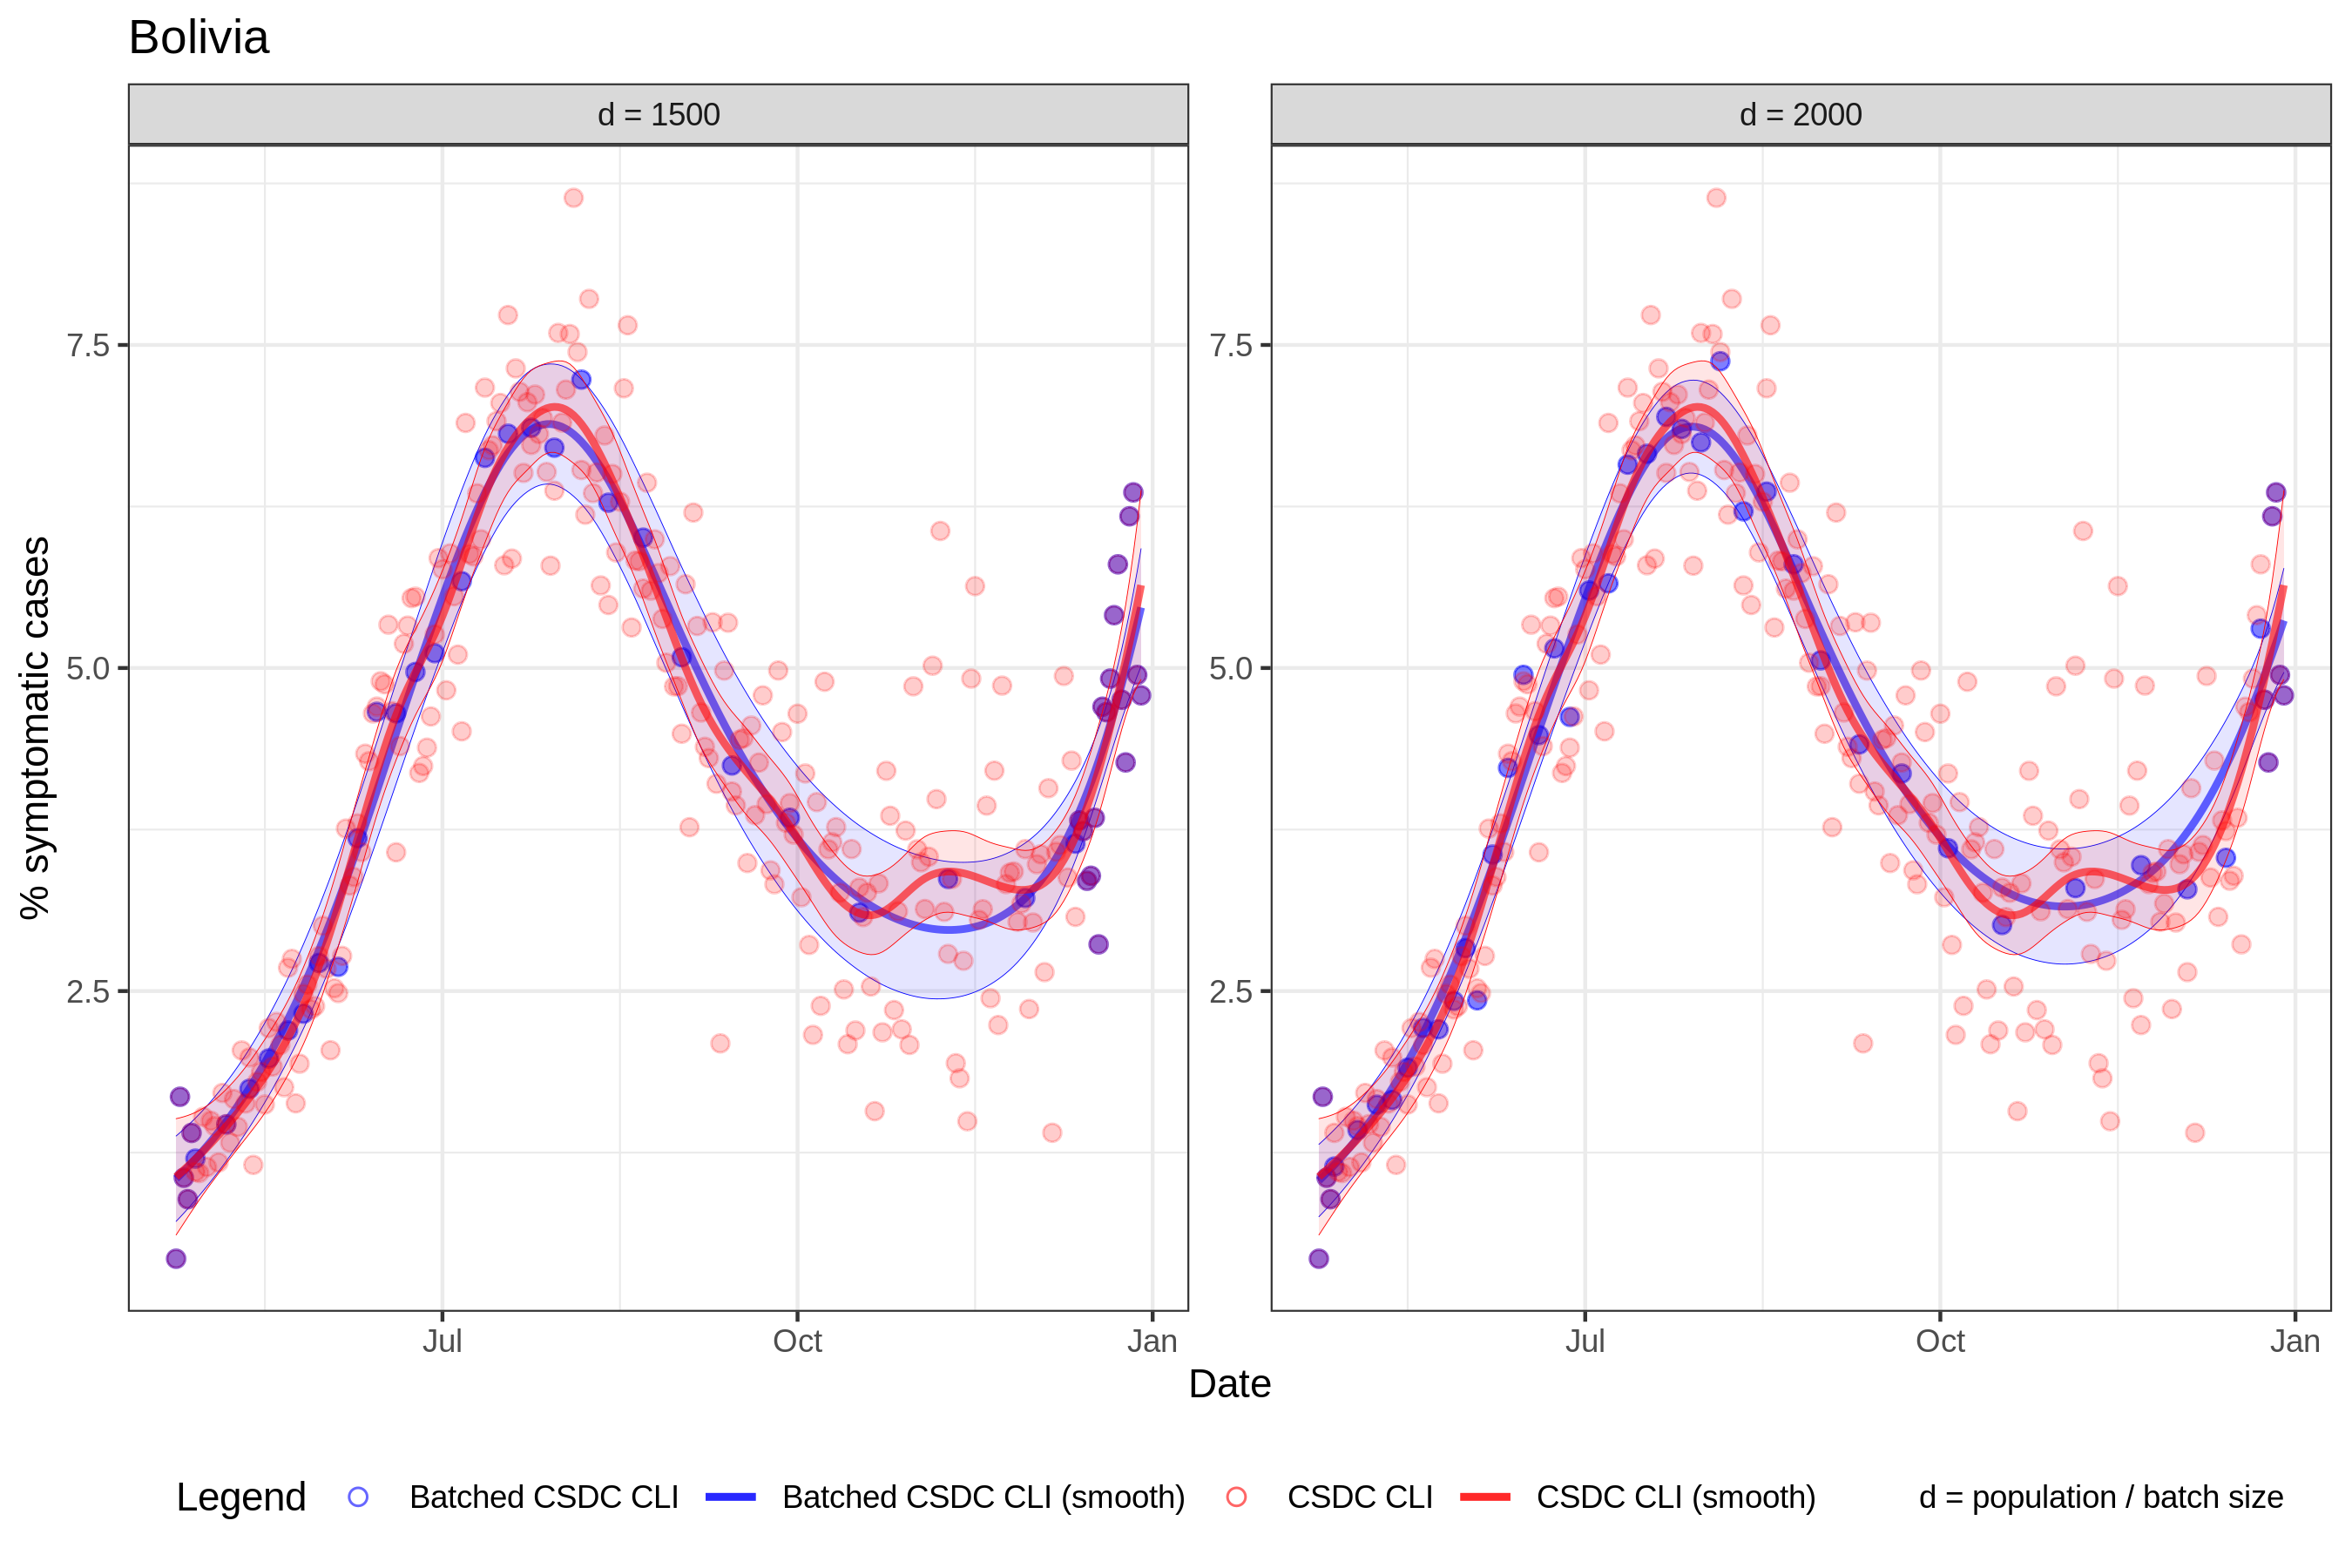 Bolivia
d = 1500
d = 2000
% symptomatic cases
7.5
5.0
2.5
7.5
5.0
2.5
Jul
Oct
Jan
Jul
Oct
Jan
Date
Legend
Batched CSDC CLI
Batched CSDC CLI (smooth)
CSDC CLI
CSDC CLI (smooth)
d = population / batch size